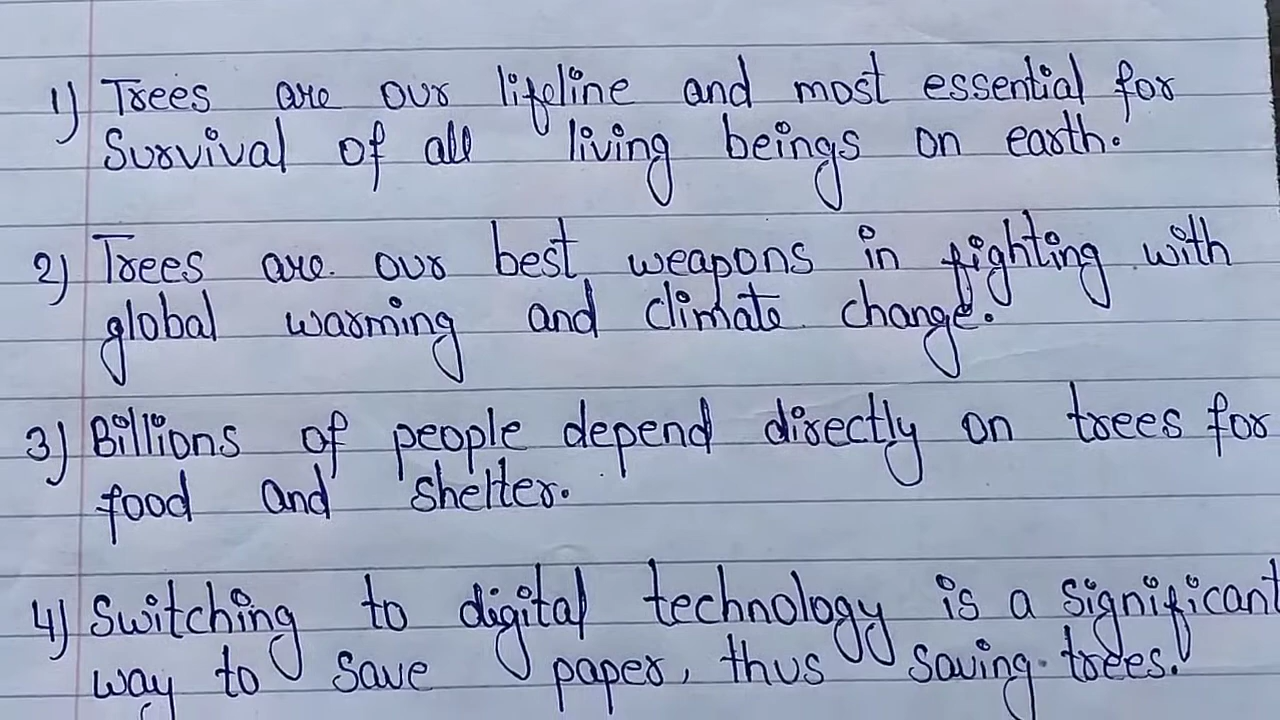 1) Trees are our lifeline and most essential for
Survival of all living beings on earth.
2) Trees are our best weapons in fighting with
global warming and climate change.
3) Billions of people depend directly on trees for
food and shelter.
4) Switching to digital technology is a significant
way to save paper, thus saving trees.